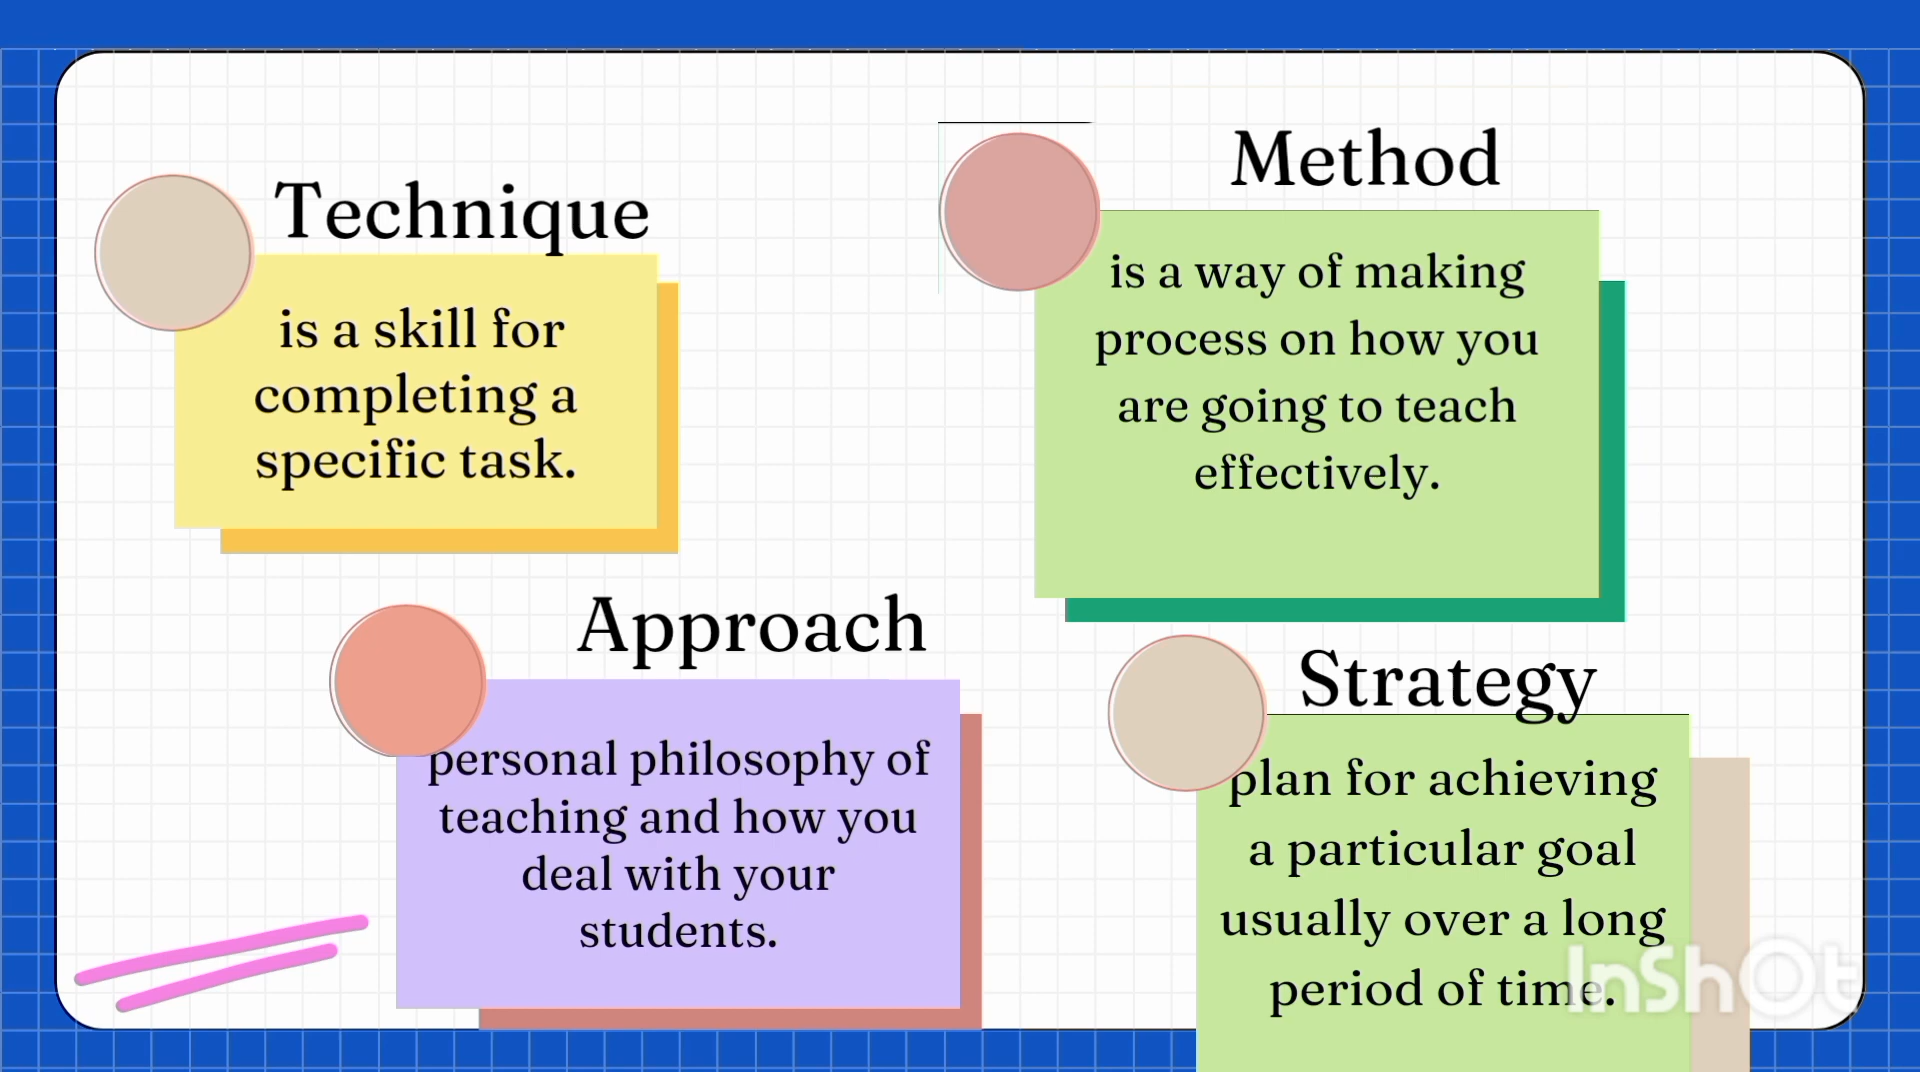 Technique
is a skill for
completing a
specific task.
Method
is a way of making
process on how you
are going to teach
effectively.
Approach
personal philosophy of
teaching and how you
deal with your
students.
Strategy
plan for achieving
a particular goal
usually over a long
period of time.
InShOt